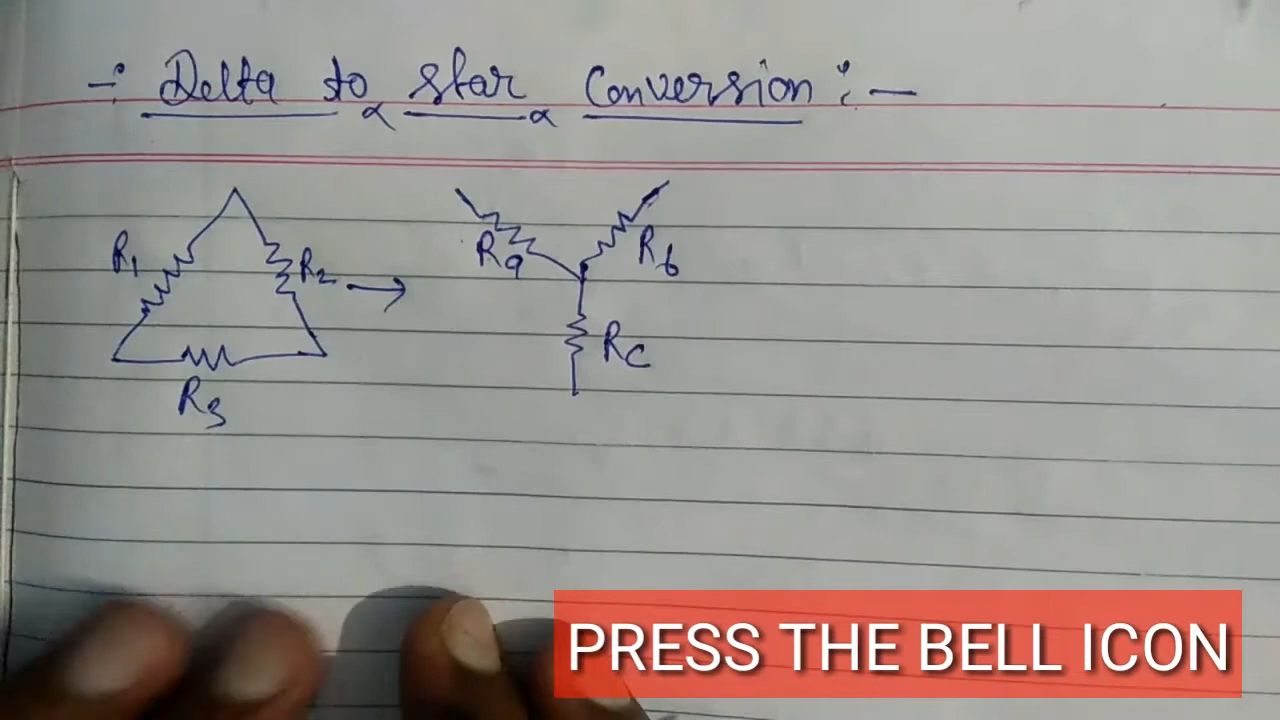 -: Delta to star Conversion :-
R1
R2
R3
Ra
Rb
Rc
PRESS THE BELL ICON